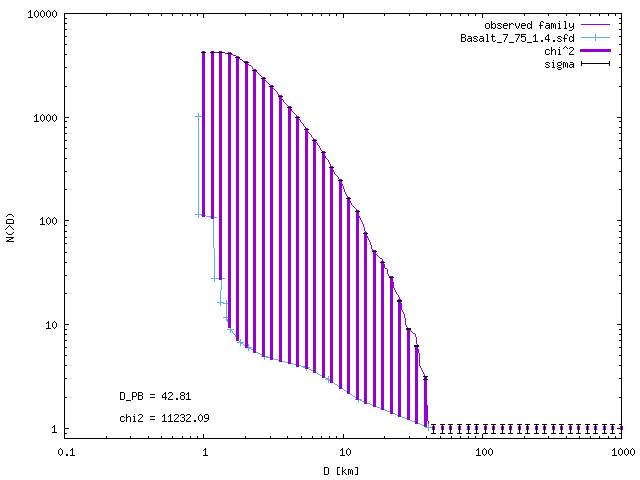 10000
1000
100
10
1
N(>D)
observed family
Basalt_7_75_1.4.sfd
chi^2
sigma
D_PB = 42.81
chi2 = 11232.09
0.1 1 10 100 1000
D [km]